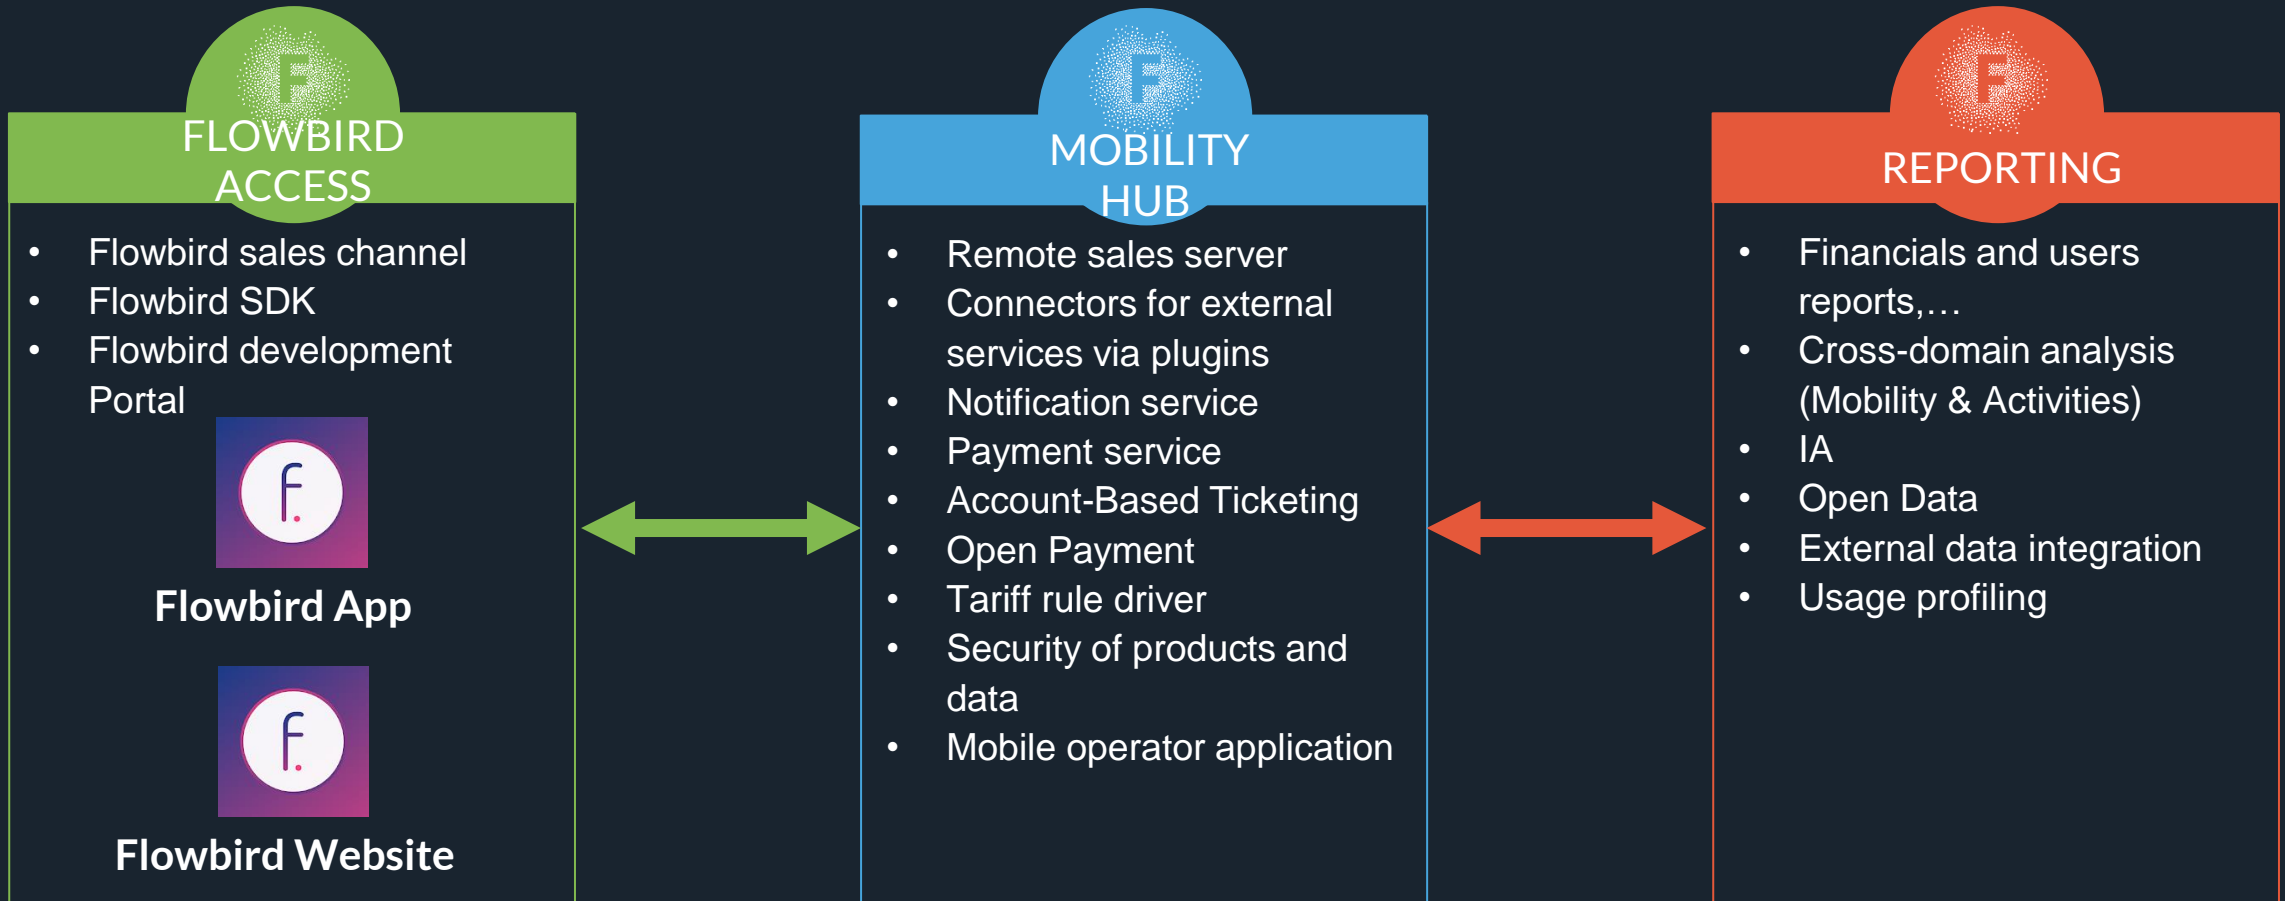 F
FLOWBIRD
ACCESS
• Flowbird sales channel
• Flowbird SDK
• Flowbird development
Portal
f.
Flowbird App
f.
Flowbird Website
F
MOBILITY
HUB
• Remote sales server
• Connectors for external
services via plugins
• Notification service
• Payment service
• Account-Based Ticketing
• Open Payment
• Tariff rule driver
• Security of products and
data
• Mobile operator application
F
REPORTING
• Financials and users
reports,…
• Cross-domain analysis
(Mobility & Activities)
• IA
• Open Data
• External data integration
• Usage profiling